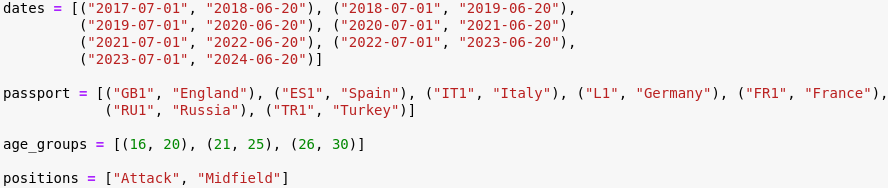 dates = [("2017-07-01", "2018-06-20"), ("2018-07-01", "2019-06-20"),
("2019-07-01", "2020-06-20"), ("2020-07-01", "2021-06-20")
("2021-07-01", "2022-06-20"), ("2022-07-01", "2023-06-20"),
("2023-07-01", "2024-06-20")]
passport = [("GB1", "England"), ("ES1", "Spain"), ("IT1", "Italy"), ("L1", "Germany"), ("FR1", "France"),
("RU1", "Russia"), ("TR1", "Turkey")]
age_groups = [(16, 20), (21, 25), (26, 30)]
positions = ["Attack", "Midfield"]